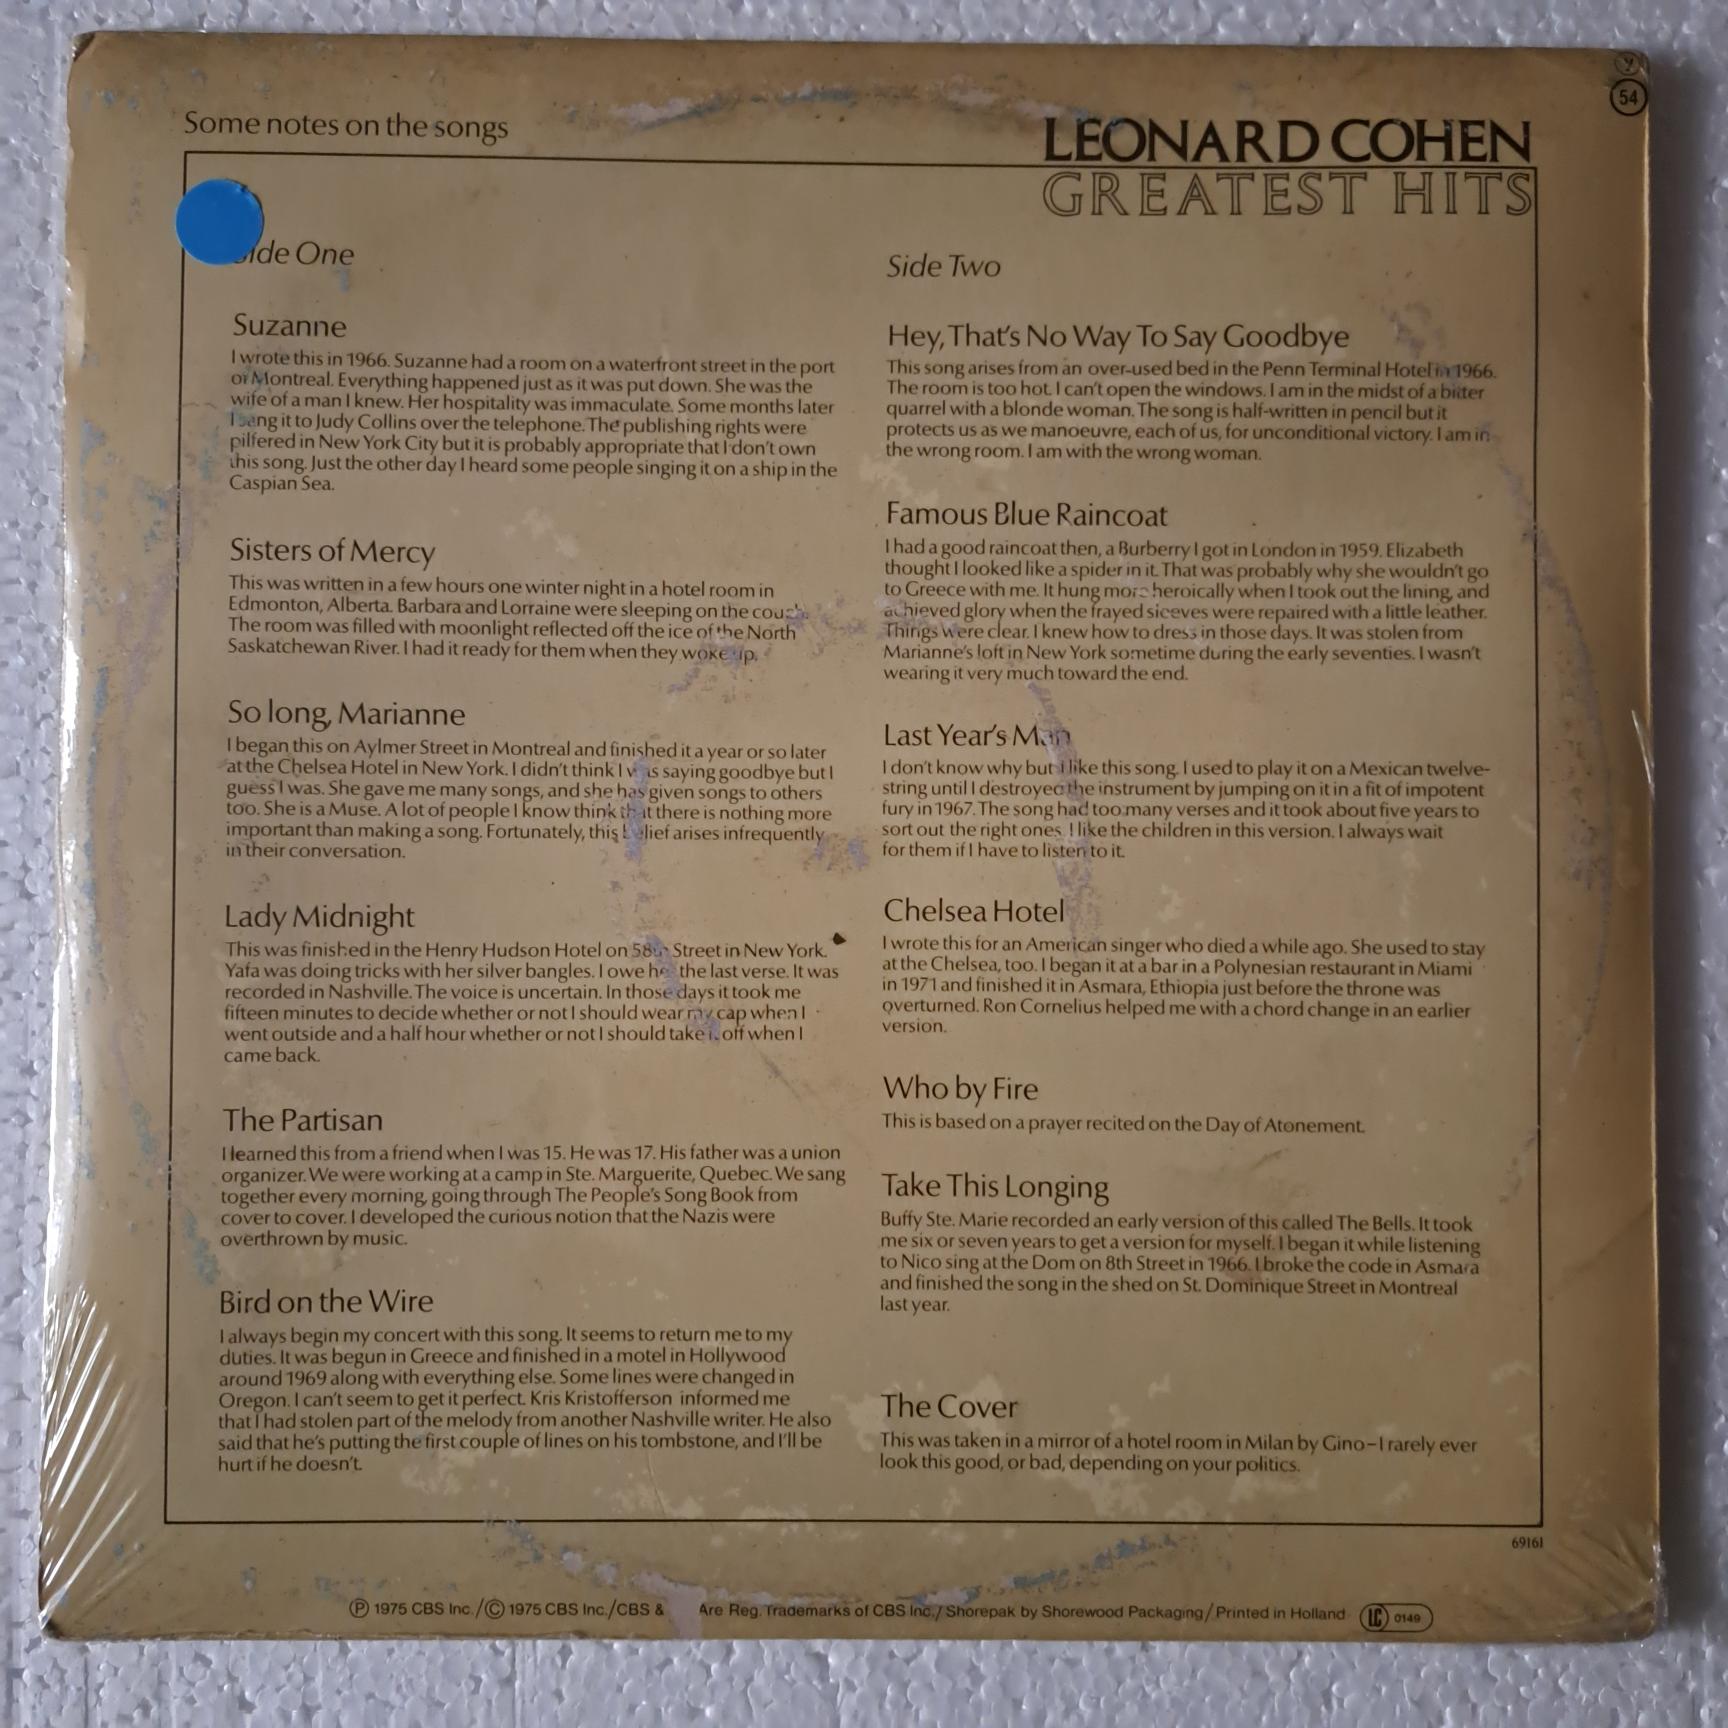 Some notes on the songs
LEONARD COHEN
GREATEST HITS
54
Side One
Suzanne
I wrote this in 1966. Suzanne had a room on a waterfront street in the port
of Montreal. Everything happened just as it was put down. She was the
wife of a man I knew. Her hospitality was immaculate. Some months later
I sang it to Judy Collins over the telephone. The publishing rights were
pilfered in New York City but it is probably appropriate that I don't own
this song. Just the other day I heard some people singing it on a ship in the
Caspian Sea.
Sisters of Mercy
This was written in a few hours one winter night in a hotel room in
Edmonton, Alberta. Barbara and Lorraine were sleeping on the couch.
The room was filled with moonlight reflected off the ice of the North
Saskatchewan River. I had it ready for them when they woke up.
So long, Marianne
I began this on Aylmer Street in Montreal and finished it a year or so later
at the Chelsea Hotel in New York. I didn't think I was saying goodbye but I
guess I was. She gave me many songs, and she has given songs to others
too. She is a Muse. A lot of people I know think that there is nothing more
important than making a song. Fortunately, this belief arises infrequently
in their conversation.
Lady Midnight
This was finished in the Henry Hudson Hotel on 58th Street in New York.
Yafa was doing tricks with her silver bangles. I owe her the last verse. It was
recorded in Nashville. The voice is uncertain. In those days it took me
fifteen minutes to decide whether or not I should wear my cap when I
went outside and a half hour whether or not I should take it off when I
came back.
The Partisan
I learned this from a friend when I was 15. He was 17. His father was a union
organizer. We were working at a camp in Ste. Marguerite, Quebec. We sang
together every morning, going through The People's Song Book from
cover to cover. I developed the curious notion that the Nazis were
overthrown by music.
Bird on the Wire
I always begin my concert with this song. It seems to return me to my
duties. It was begun in Greece and finished in a motel in Hollywood
around 1969 along with everything else. Some lines were changed in
Oregon. I can't seem to get it perfect. Kris Kristofferson informed me
that I had stolen part of the melody from another Nashville writer. He also
said that he's putting the first couple of lines on his tombstone, and I'll be
hurt if he doesn't.
Side Two
Hey, That's No Way To Say Goodbye
This song arises from an over-used bed in the Penn Terminal Hotel in 1966.
The room is too hot. I can't open the windows. I am in the midst of a bitter
quarrel with a blonde woman. The song is half-written in pencil but it
protects us as we manoeuvre, each of us, for unconditional victory. I am in
the wrong room. I am with the wrong woman.
Famous Blue Raincoat
I had a good raincoat then, a Burberry I got in London in 1959. Elizabeth
thought I looked like a spider in it. That was probably why she wouldn't go
to Greece with me. It hung more heroically when I took out the lining, and
achieved glory when the frayed sleeves were repaired with a little leather.
Things were clear. I knew how to dress in those days. It was stolen from
Marianne's loft in New York sometime during the early seventies. I wasn't
wearing it very much toward the end.
Last Year's Man
I don't know why but I like this song. I used to play it on a Mexican twelve-
string until I destroyed the instrument by jumping on it in a fit of impotent
fury in 1967. The song had too many verses and it took about five years to
sort out the right ones. I like the children in this version. I always wait
for them if I have to listen to it.
Chelsea Hotel
I wrote this for an American singer who died a while ago. She used to stay
at the Chelsea, too. I began it at a bar in a Polynesian restaurant in Miami
in 1971 and finished it in Asmara, Ethiopia just before the throne was
overturned. Ron Cornelius helped me with a chord change in an earlier
version.
Who by Fire
This is based on a prayer recited on the Day of Atonement.
Take This Longing
Buffy Ste. Marie recorded an early version of this called The Bells. It took
me six or seven years to get a version for myself. I began it while listening
to Nico sing at the Dom on 8th Street in 1966. I broke the code in Asmara
and finished the song in the shed on St. Dominique Street in Montreal
last year.
The Cover
This was taken in a mirror of a hotel room in Milan by Gino–I rarely ever
look this good, or bad, depending on your politics.
69161
Ⓟ 1975 CBS Inc./© 1975 CBS Inc./CBS & Are Reg. Trademarks of CBS Inc./Shorepak by Shorewood Packaging/Printed in Holland LC 0149